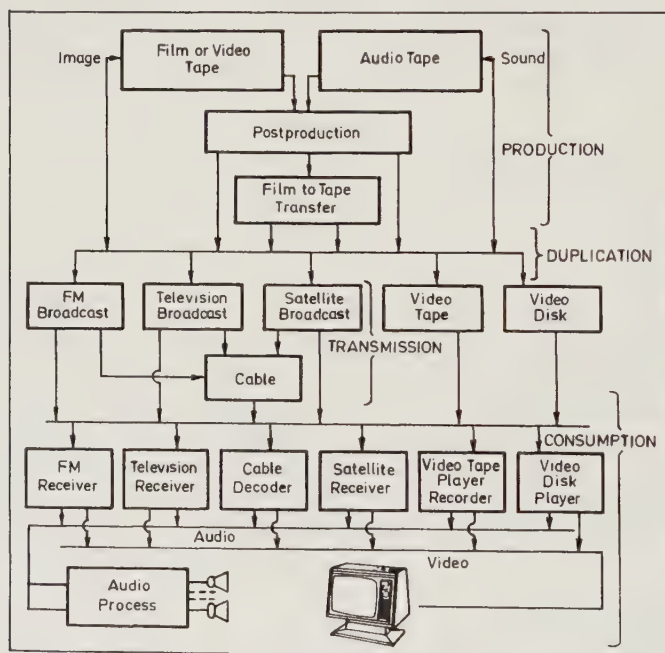 Image
Film or Video
Tape
Audio Tape
Sound
Postproduction
PRODUCTION
Film to Tape
Transfer
DUPLICATION
FM
Broadcast
Television
Broadcast
Satellite
Broadcast
Video
Tape
Video
Disk
TRANSMISSION
Cable
CONSUMPTION
FM
Receiver
Television
Receiver
Cable
Decoder
Satellite
Receiver
Video Tape
Player
Recorder
Video
Disk
Player
Audio
Video
Audio
Process